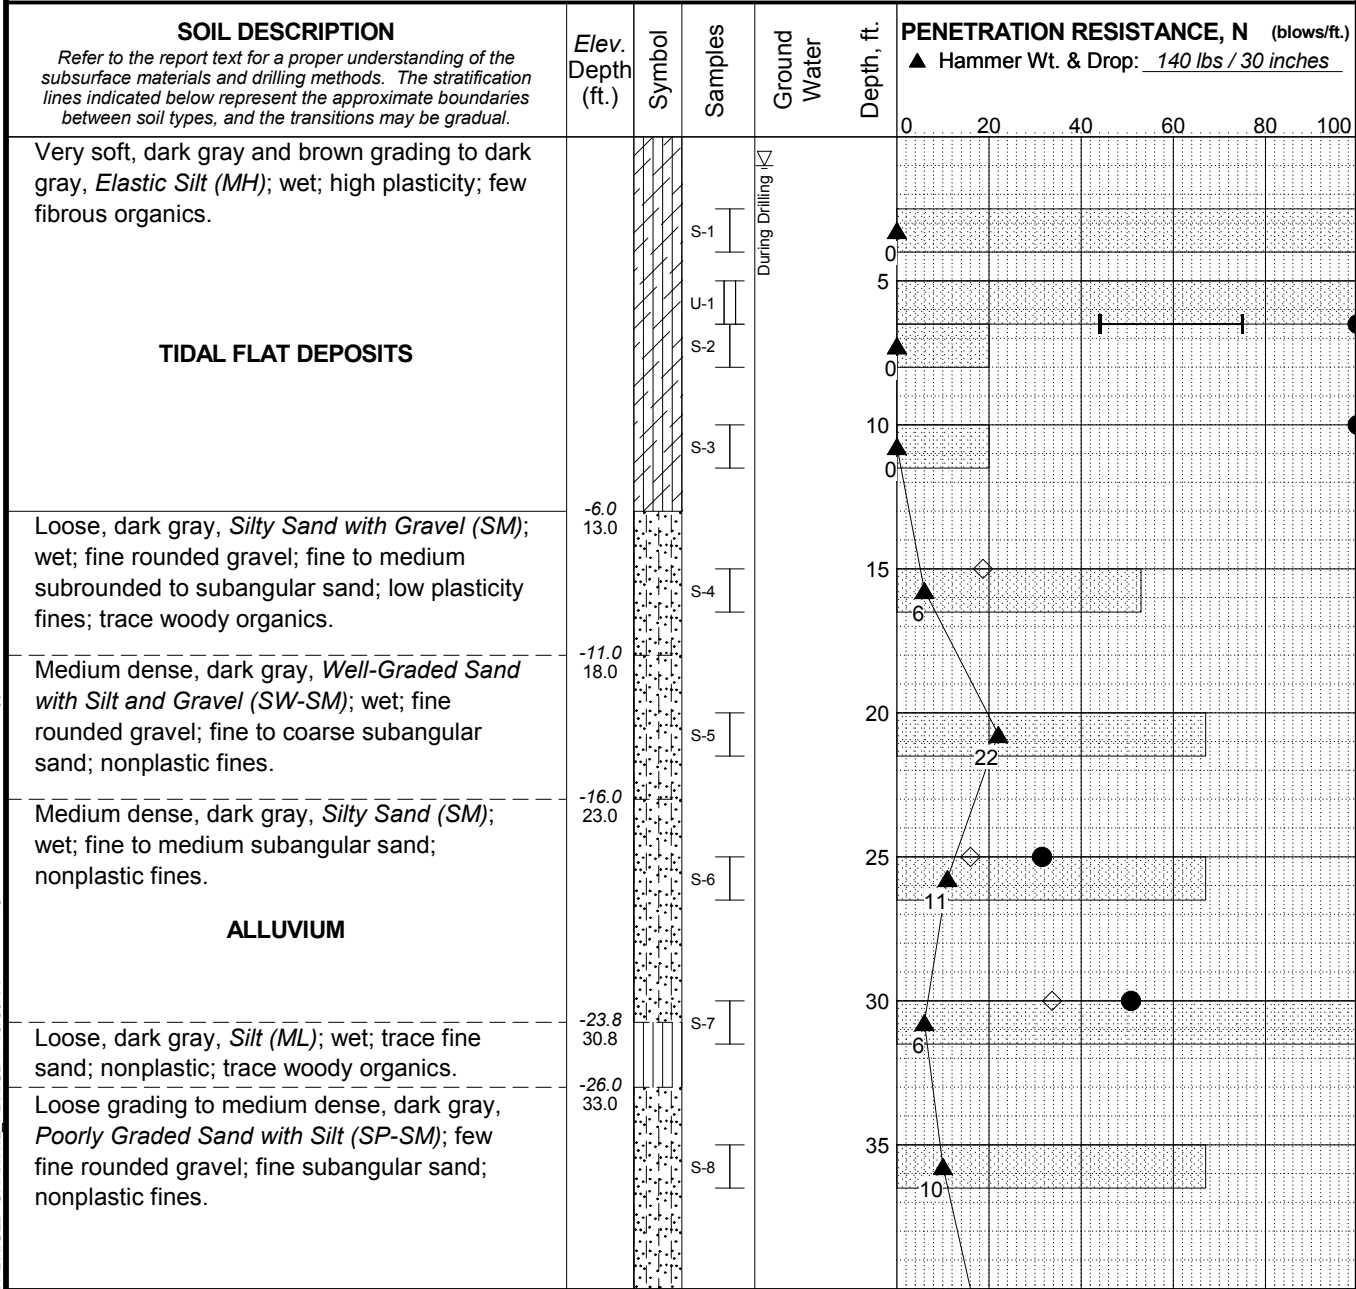 SOIL DESCRIPTION
Refer to the report text for a proper understanding of the
subsurface materials and drilling methods. The stratification
lines indicated below represent the approximate boundaries
between soil types, and the transitions may be gradual.
Elev.
Depth
(ft.)
Symbol
Samples
Ground
Water
Depth, ft.
PENETRATION RESISTANCE, N (blows/ft.)
▲ Hammer Wt. & Drop: 140 lbs / 30 inches
0 20 40 60 80 100
Very soft, dark gray and brown grading to dark
gray, Elastic Silt (MH); wet; high plasticity; few
fibrous organics.
During Drilling
S-1
0
5
U-1
TIDAL FLAT DEPOSITS
S-2
0
10
S-3
0
-6.0
13.0
Loose, dark gray, Silty Sand with Gravel (SM);
wet; fine rounded gravel; fine to medium
subrounded to subangular sand; low plasticity
fines; trace woody organics.
15
S-4
6
-11.0
18.0
Medium dense, dark gray, Well-Graded Sand
with Silt and Gravel (SW-SM); wet; fine
rounded gravel; fine to coarse subangular
sand; nonplastic fines.
20
S-5
22
-16.0
23.0
Medium dense, dark gray, Silty Sand (SM);
wet; fine to medium subangular sand;
nonplastic fines.
25
S-6
11
ALLUVIUM
30
S-7
6
-23.8
30.8
Loose, dark gray, Silt (ML); wet; trace fine
sand; nonplastic; trace woody organics.
-26.0
33.0
Loose grading to medium dense, dark gray,
Poorly Graded Sand with Silt (SP-SM); few
fine rounded gravel; fine subangular sand;
nonplastic fines.
35
S-8
10